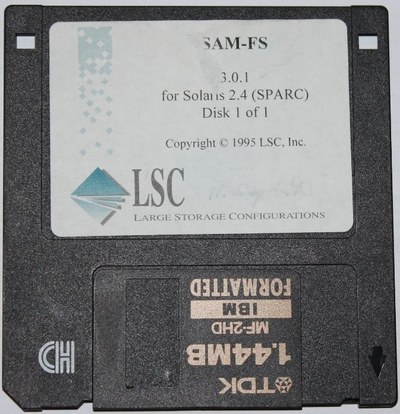 SAM-FS
3.0.1
for Solaris 2.4 (SPARC)
Disk 1 of 1
Copyright © 1995 LSC, Inc.
LSC
LARGE STORAGE CONFIGURATIONS
HD
TDK
1.44MB
MF-2HD
IBM
FORMATTED